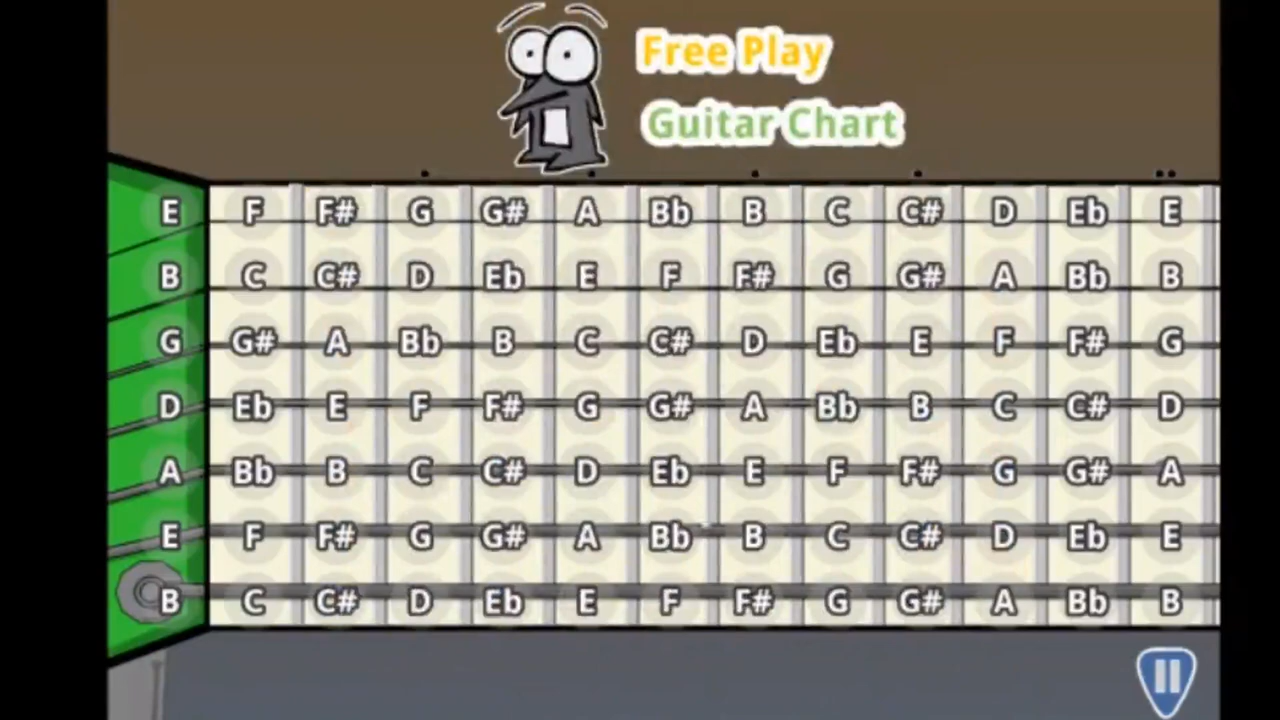 Free Play
Guitar Chart
E F F# G G# A Bb B C C# D Eb E
B C C# D Eb E F F# G G# A Bb B
G G# A Bb B C C# D Eb E F F# G
D Eb E F F# G G# A Bb B C C# D
A Bb B C C# D Eb E F F# G G# A
E F F# G G# A Bb B C C# D Eb E
B C C# D Eb E F F# G G# A Bb B